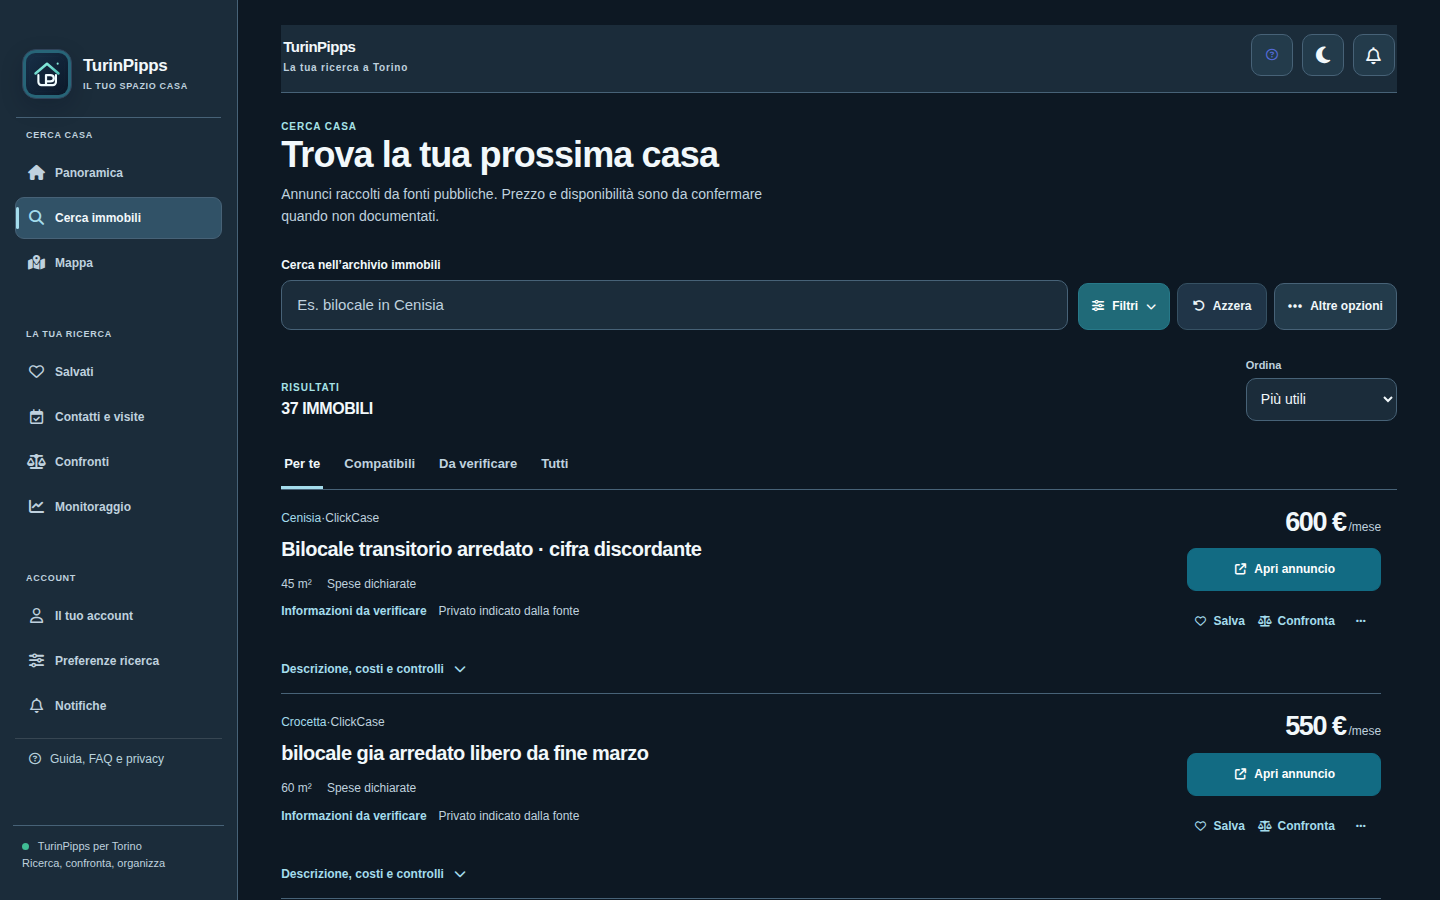 TurinPipps
IL TUO SPAZIO CASA
CERCA CASA
Panoramica
Cerca immobili
Mappa
LA TUA RICERCA
Salvati
Contatti e visite
Confronti
Monitoraggio
ACCOUNT
Il tuo account
Preferenze ricerca
Notifiche
Guida, FAQ e privacy
TurinPipps per Torino
Ricerca, confronta, organizza
TurinPipps
La tua ricerca a Torino
CERCA CASA
Trova la tua prossima casa
Annunci raccolti da fonti pubbliche. Prezzo e disponibilità sono da confermare
quando non documentati.
Cerca nell’archivio immobili
Es. bilocale in Cenisia
Filtri
Azzera
Altre opzioni
RISULTATI
37 IMMOBILI
Ordina
Più utili
Per te Compatibili Da verificare Tutti
Cenisia·ClickCase
Bilocale transitorio arredato · cifra discordante
45 m² Spese dichiarate
Informazioni da verificare Privato indicato dalla fonte
600 €/mese
Apri annuncio
Salva Confronta
Descrizione, costi e controlli
Crocetta·ClickCase
bilocale gia arredato libero da fine marzo
60 m² Spese dichiarate
Informazioni da verificare Privato indicato dalla fonte
550 €/mese
Apri annuncio
Salva Confronta
Descrizione, costi e controlli